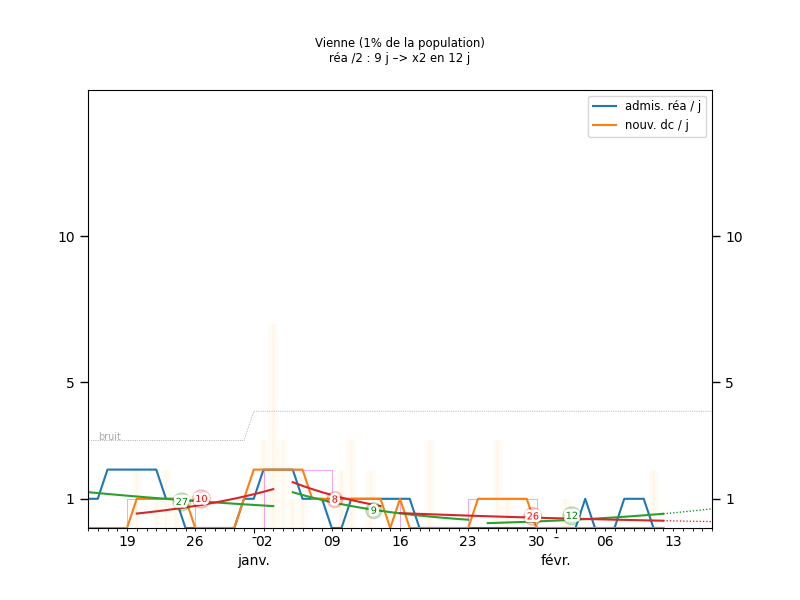 Vienne (1% de la population)
réa /2 : 9 j –> x2 en 12 j
admis. réa / j
nouv. dc / j
10 10
5 5
bruit
1 1
27 10 8 9 26 12
19 26 02 09 16 23 30 06 13
janv. févr.